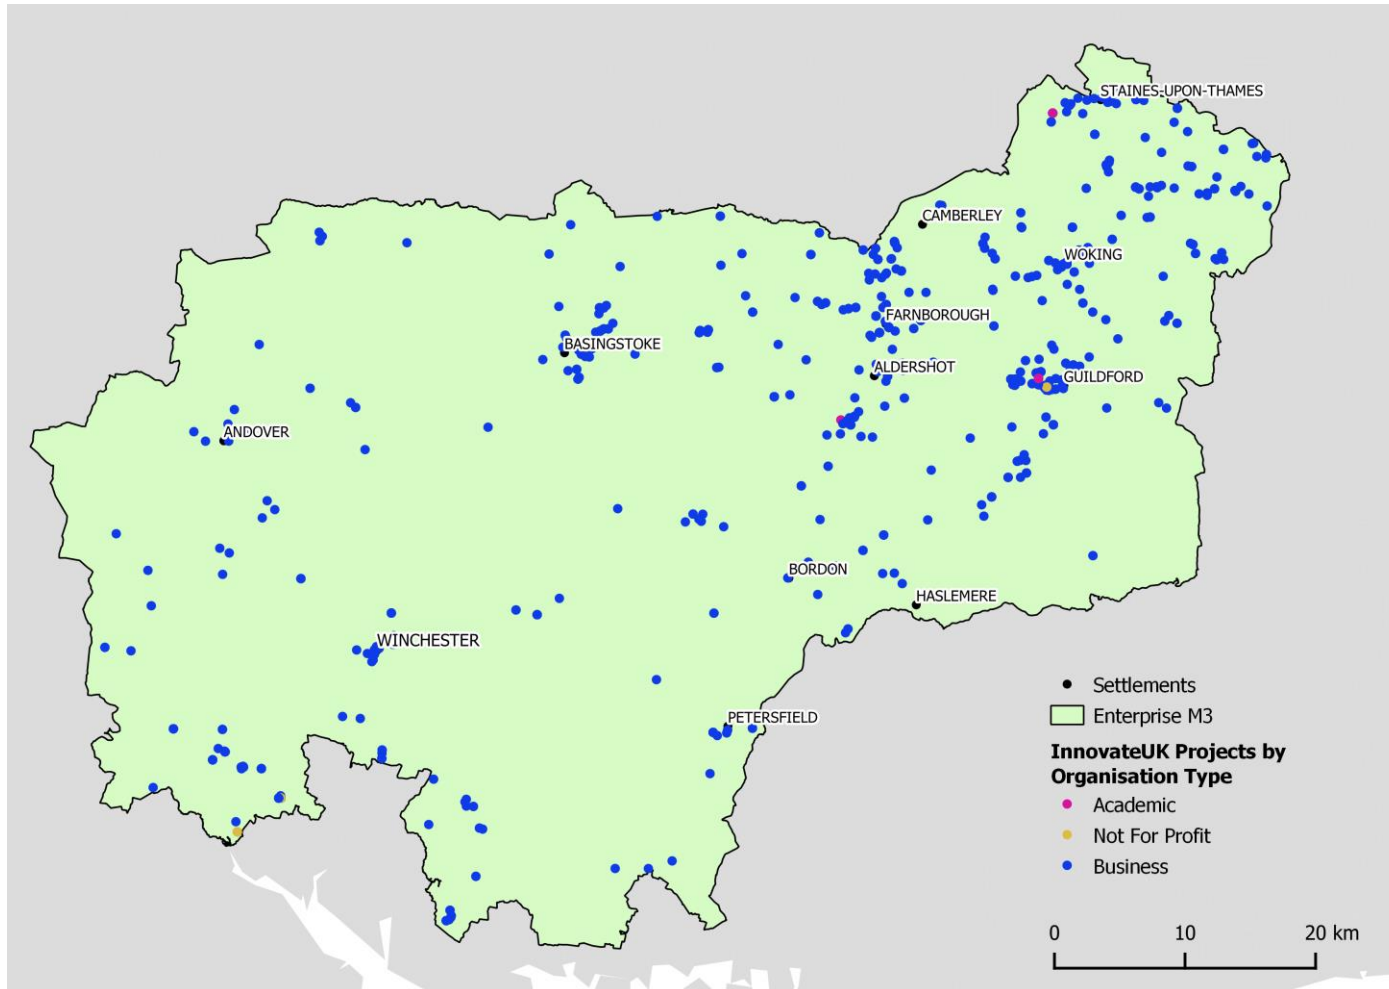 STAINES-UPON-THAMES
CAMBERLEY
WOKING
FARNBOROUGH
BASINGSTOKE
ALDERSHOT
GUILDFORD
ANDOVER
BORDON
HASLEMERE
WINCHESTER
PETERSFIELD
Settlements
Enterprise M3
InnovateUK Projects by
Organisation Type
Academic
Not For Profit
Business
0 10 20 km